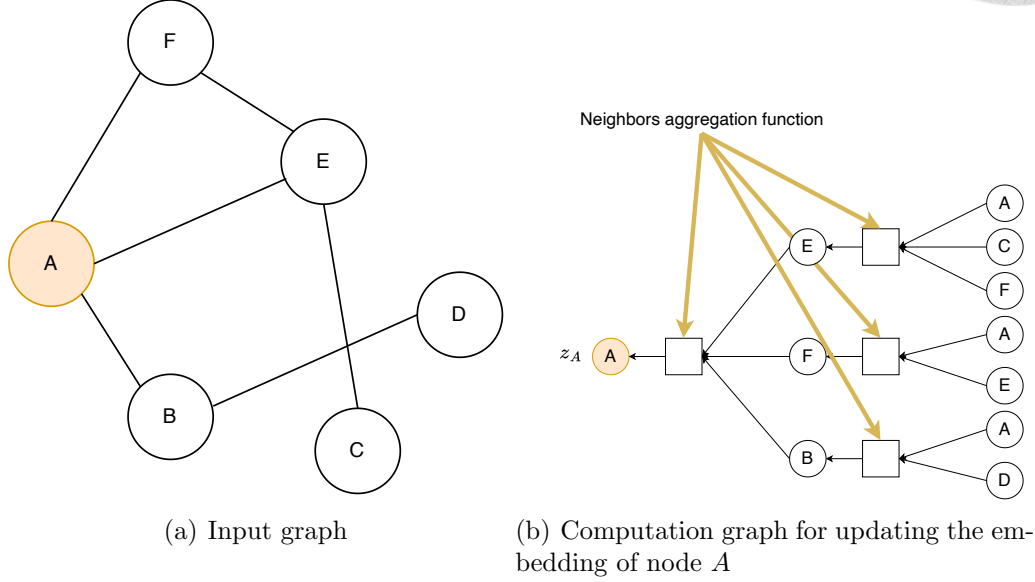 F
E
A
D
B
C
(a) Input graph
Neighbors aggregation function
A
E
C
F
A
z_A A
F
E
A
B
D
(b) Computation graph for updating the em-
bedding of node A